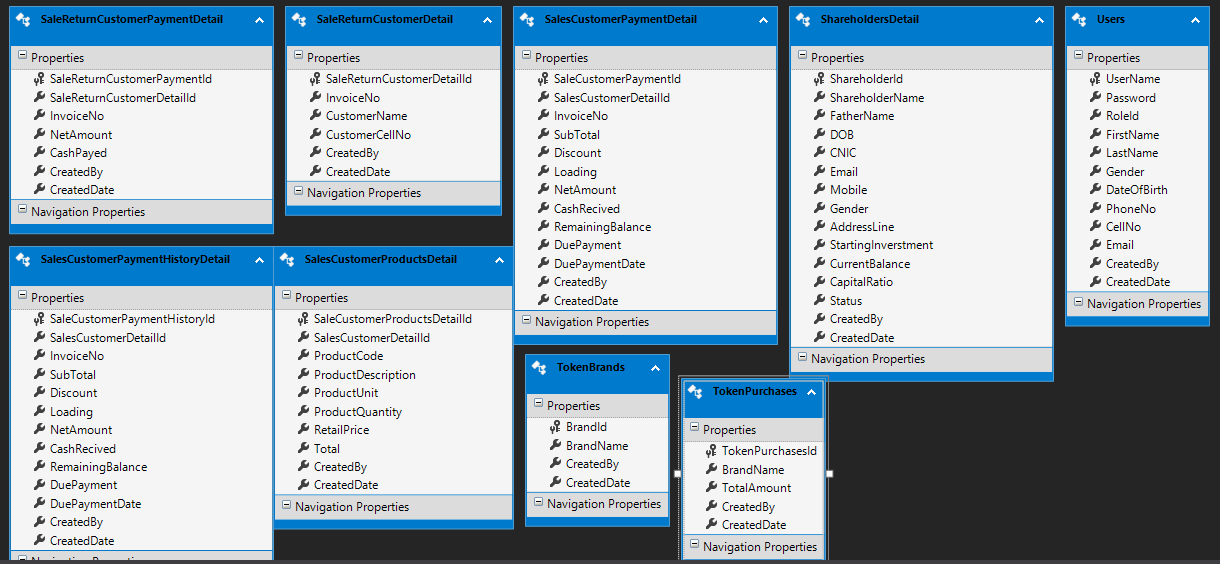 SaleReturnCustomerPaymentDetail
Properties
SaleReturnCustomerPaymentId
SaleReturnCustomerDetailId
InvoiceNo
NetAmount
CashPayed
CreatedBy
CreatedDate
Navigation Properties
SaleReturnCustomerDetail
Properties
SaleReturnCustomerDetailId
InvoiceNo
CustomerName
CustomerCellNo
CreatedBy
CreatedDate
Navigation Properties
SalesCustomerPaymentDetail
Properties
SaleCustomerPaymentId
SalesCustomerDetailId
InvoiceNo
SubTotal
Discount
Loading
NetAmount
CashRecived
RemainingBalance
DuePayment
DuePaymentDate
CreatedBy
CreatedDate
Navigation Properties
ShareholdersDetail
Properties
ShareholderId
ShareholderName
FatherName
DOB
CNIC
Email
Mobile
Gender
AddressLine
StartingInverstment
CurrentBalance
CapitalRatio
Status
CreatedBy
CreatedDate
Navigation Properties
Users
Properties
UserName
Password
RoleId
FirstName
LastName
Gender
DateOfBirth
PhoneNo
CellNo
Email
CreatedBy
CreatedDate
Navigation Properties
SalesCustomerPaymentHistoryDetail
Properties
SaleCustomerPaymentHistoryId
SalesCustomerDetailId
InvoiceNo
SubTotal
Discount
Loading
NetAmount
CashRecived
RemainingBalance
DuePayment
DuePaymentDate
CreatedBy
CreatedDate
Navigation Properties
SalesCustomerProductsDetail
Properties
SaleCustomerProductsDetailId
SalesCustomerDetailId
ProductCode
ProductDescription
ProductUnit
ProductQuantity
RetailPrice
Total
CreatedBy
CreatedDate
Navigation Properties
TokenBrands
Properties
BrandId
BrandName
CreatedBy
CreatedDate
Navigation Properties
TokenPurchases
Properties
TokenPurchasesId
BrandName
TotalAmount
CreatedBy
CreatedDate
Navigation Properties